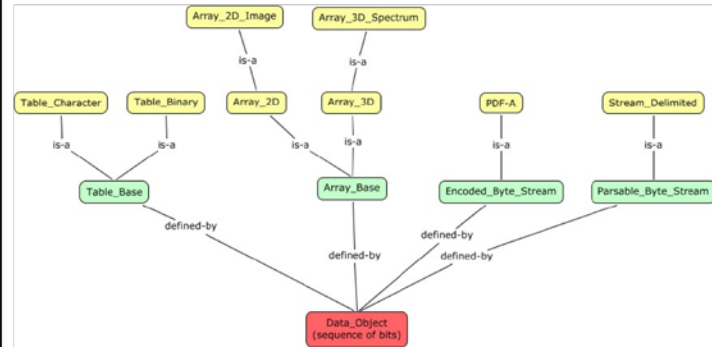 Array_2D_Image
Array_3D_Spectrum
is-a
is-a
Table_Character
Table_Binary
Array_2D
Array_3D
PDF-A
Stream_Delimited
is-a
is-a
is-a
is-a
is-a
is-a
Table_Base
Array_Base
Encoded_Byte_Stream
Parsable_Byte_Stream
defined-by
defined-by
defined-by
defined-by
Data_Object
(sequence of bits)